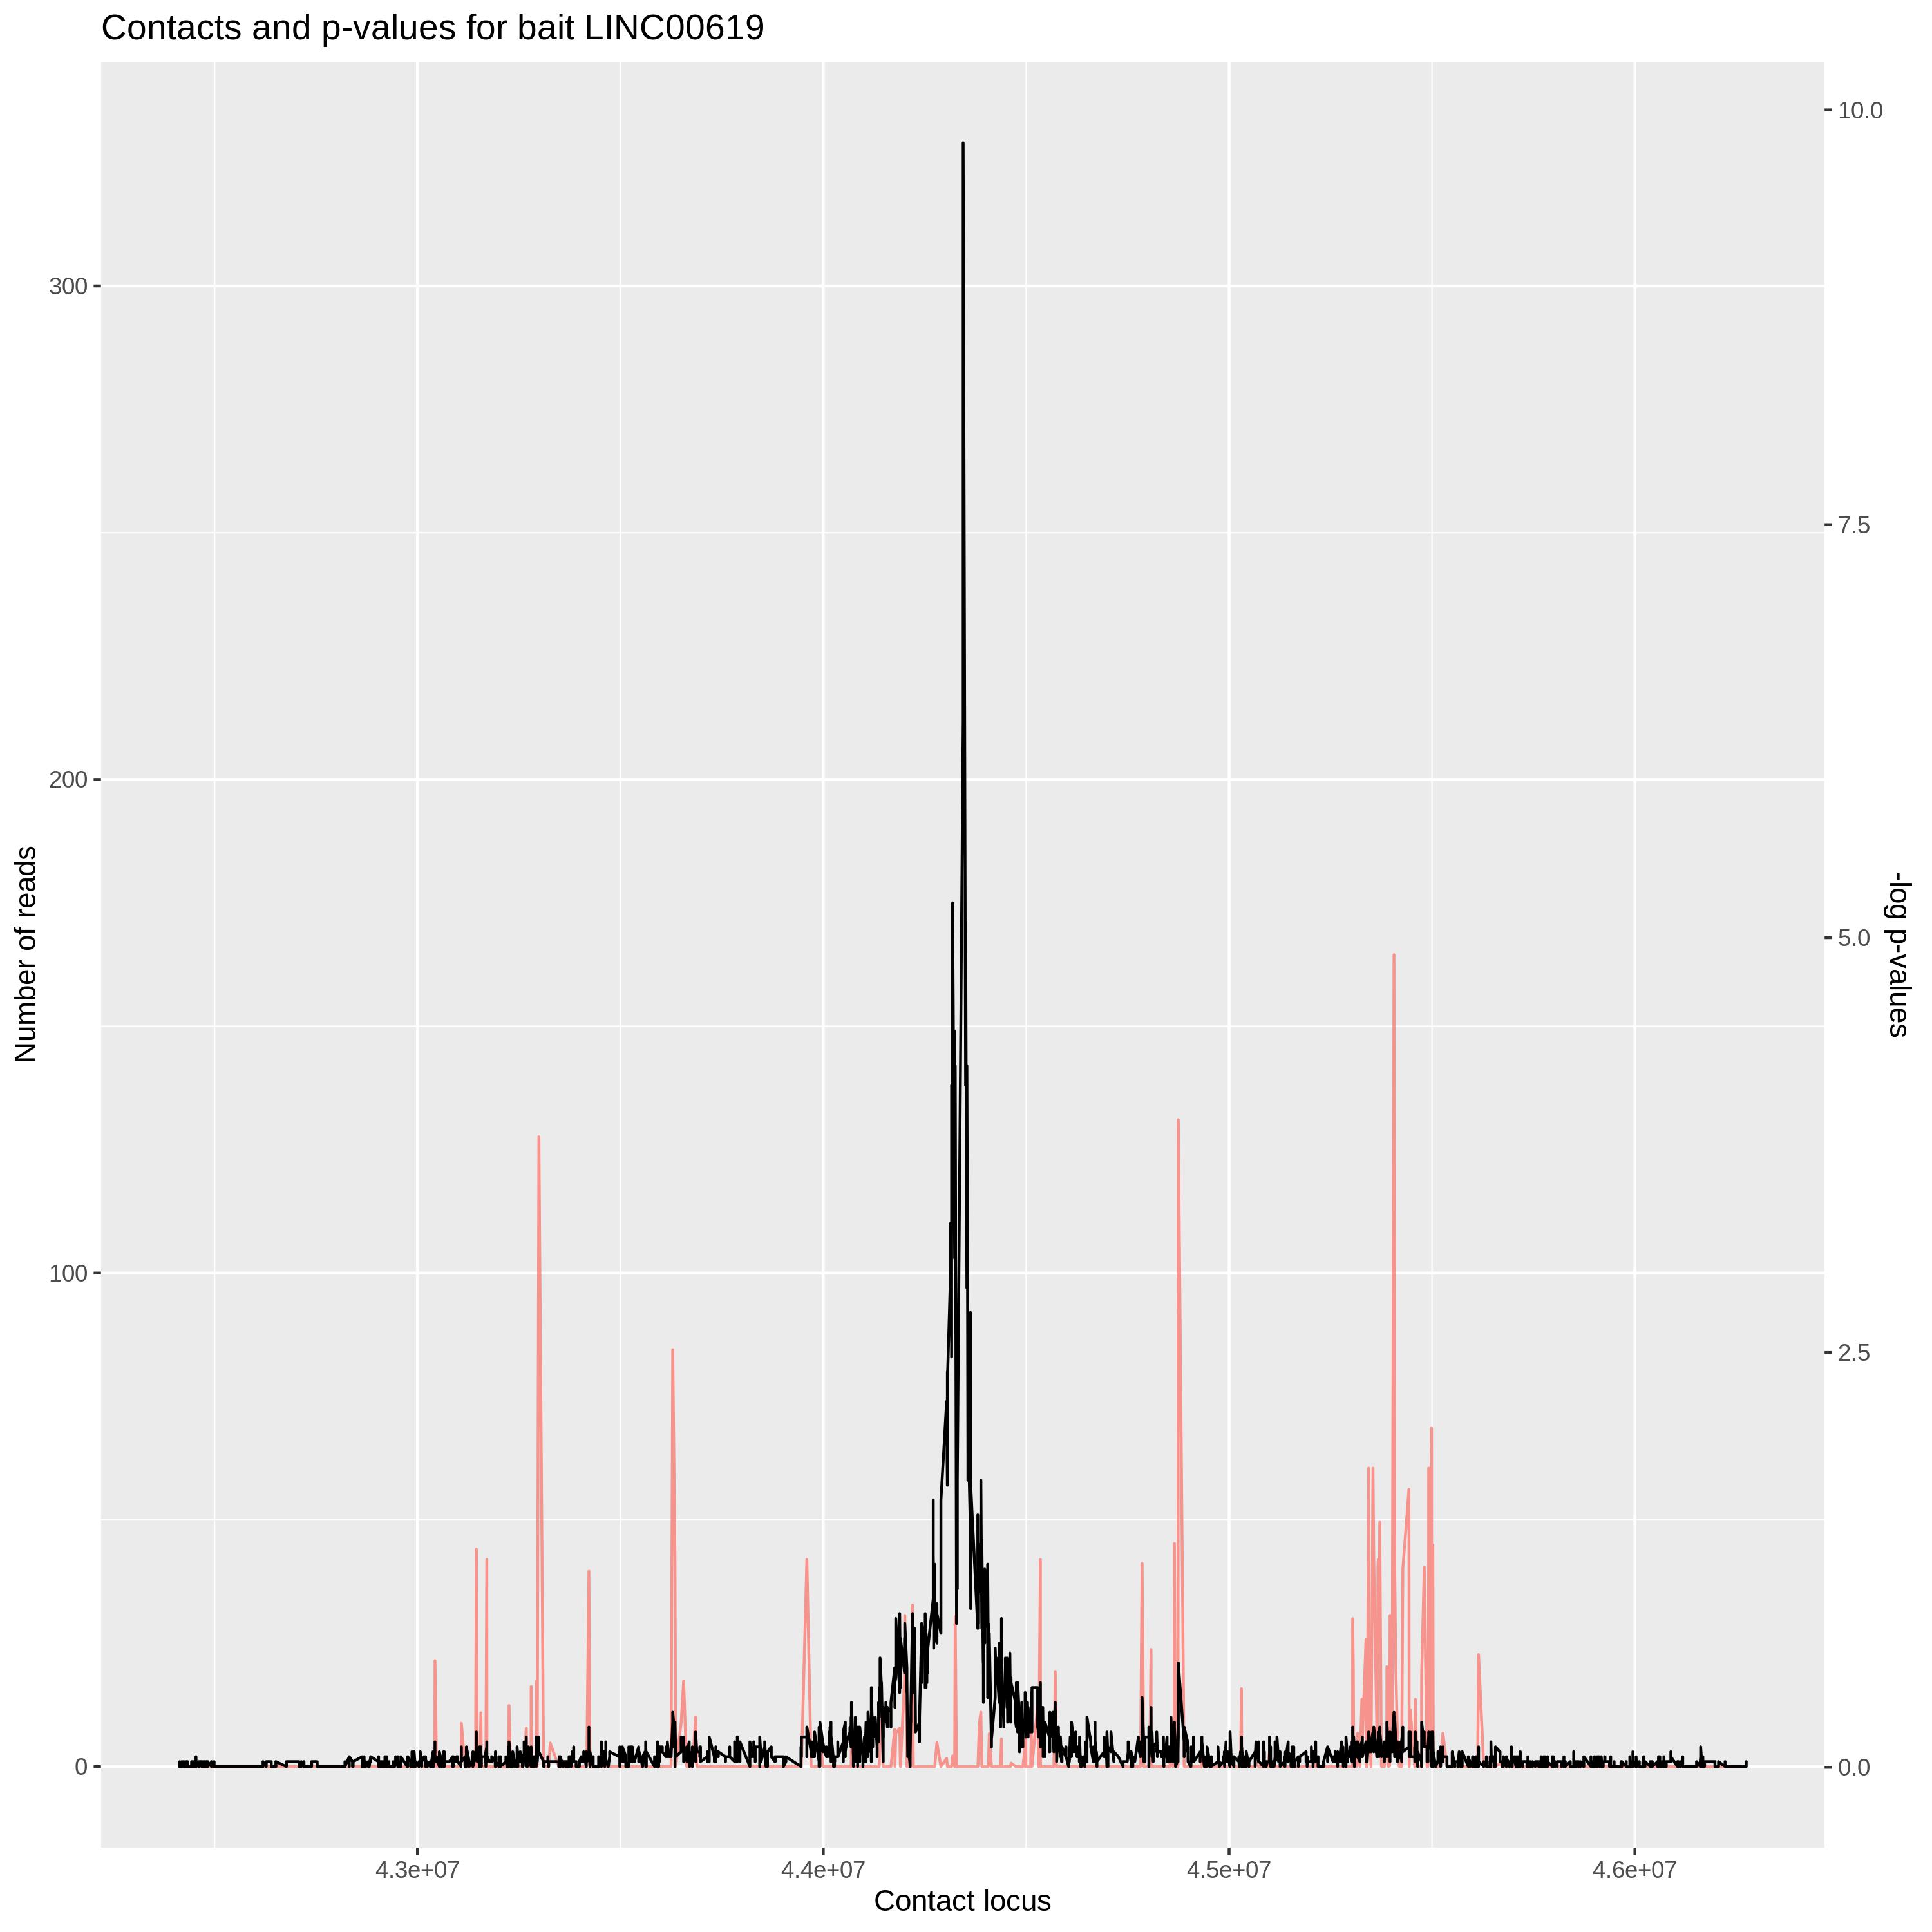 Contacts and p-values for bait LINC00619
10.0
300
7.5
200
5.0
Number of reads
-log p-values
2.5
100
0
0.0
4.3e+07
4.4e+07
4.5e+07
4.6e+07
Contact locus